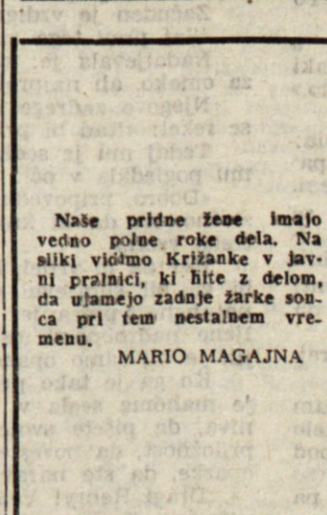 Naše pridne žene imajo
vedno polne roke dela. Na
sliki vidimo Križanke v jav-
ni pralnici, ki hite z delom,
da ujamejo zadnje žarke son-
ca pri tem nestalnem vre-
menu.
MARIO MAGAJNA